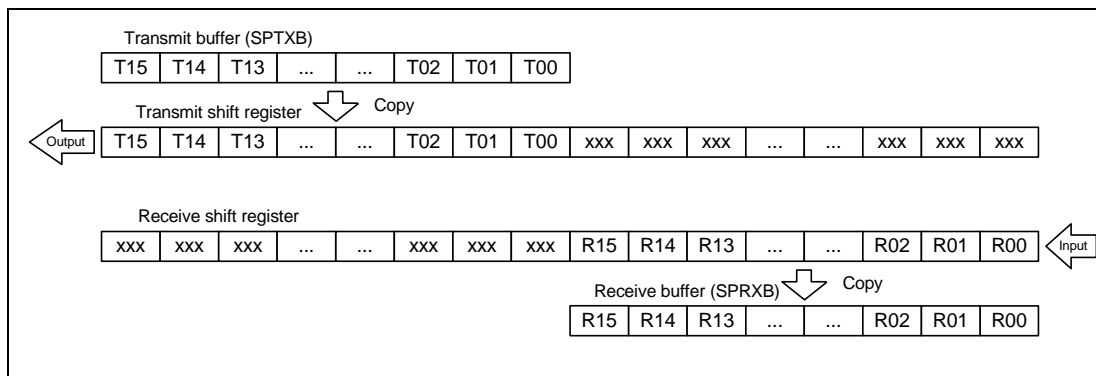 Transmit buffer (SPTXB)
T15 T14 T13 ... ... T02 T01 T00
Copy
Transmit shift register
Output T15 T14 T13 ... ... T02 T01 T00 xxx xxx xxx ... ... xxx xxx xxx
Receive shift register
xxx xxx xxx ... ... xxx xxx xxx R15 R14 R13 ... ... R02 R01 R00 Input
Copy
Receive buffer (SPRXB)
R15 R14 R13 ... ... R02 R01 R00